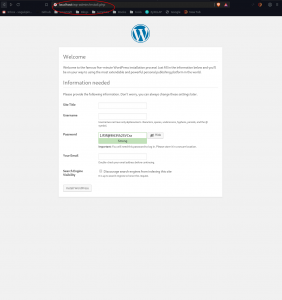 Welcome
Welcome to the famous five-minute WordPress installation process! Just fill in the information below and you'll
be on your way to using the most extendable and powerful personal publishing platform in the world.
Information needed
Please provide the following information. Don't worry, you can always change these settings later.
Site Title
Username
Usernames can have only alphanumeric characters, spaces, underscores, hyphens, periods, and the @
symbol.
Password
Hide
Strong
Important: You will need this password to log in. Please store it in a secure location.
Your Email
Double-check your email address before continuing.
Search Engine
Visibility
Discourage search engines from indexing this site
It is up to search engines to honor this request.
Install WordPress